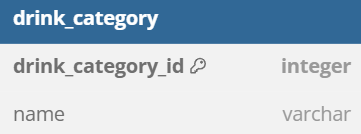 drink_category
drink_category_id integer
name varchar